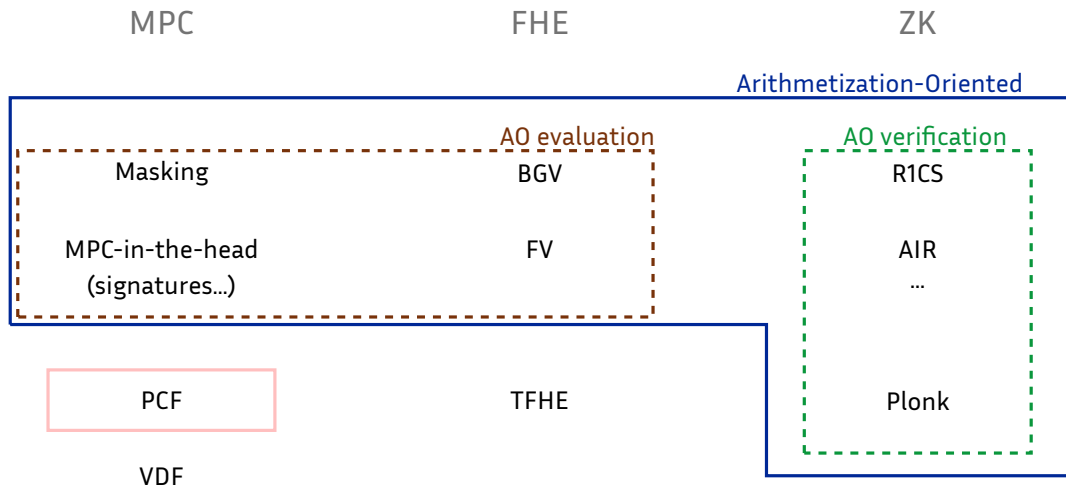 MPC FHE ZK
Arithmetization-Oriented
AO evaluation AO verification
Masking BGV R1CS
MPC-in-the-head FV AIR
(signatures...) ...
PCF TFHE Plonk
VDF